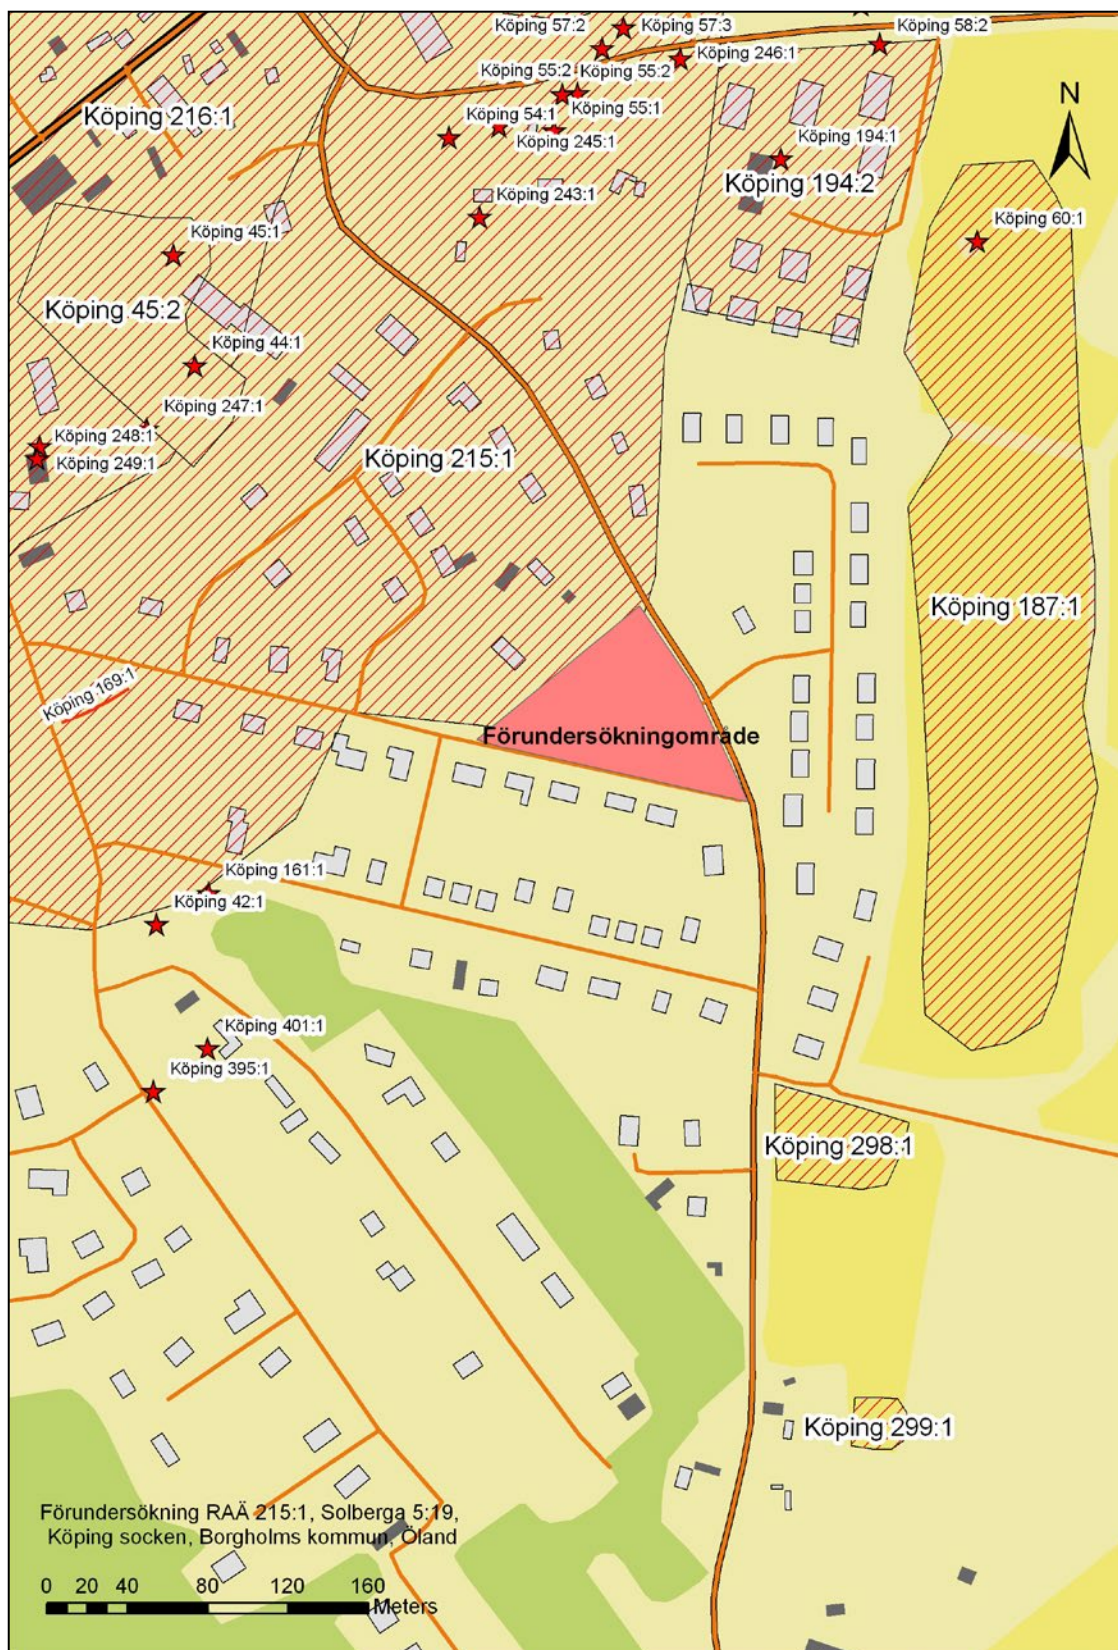 Köping 57:2
Köping 57:3
Köping 58:2
Köping 246:1
Köping 55:2
Köping 55:2
Köping 216:1
Köping 54:1
Köping 55:1
Köping 245:1
Köping 194:1
N
Köping 194:2
Köping 243:1
Köping 60:1
Köping 45:1
Köping 45:2
Köping 44:1
Köping 247:1
Köping 248:1
Köping 249:1
Köping 215:1
Köping 187:1
Köping 169:1
Förundersökningområde
Köping 161:1
Köping 42:1
Köping 401:1
Köping 395:1
Köping 298:1
Köping 299:1
Förundersökning RAÄ 215:1, Solberga 5:19,
Köping socken, Borgholms kommun, Öland
0 20 40 80 120 160
Meters